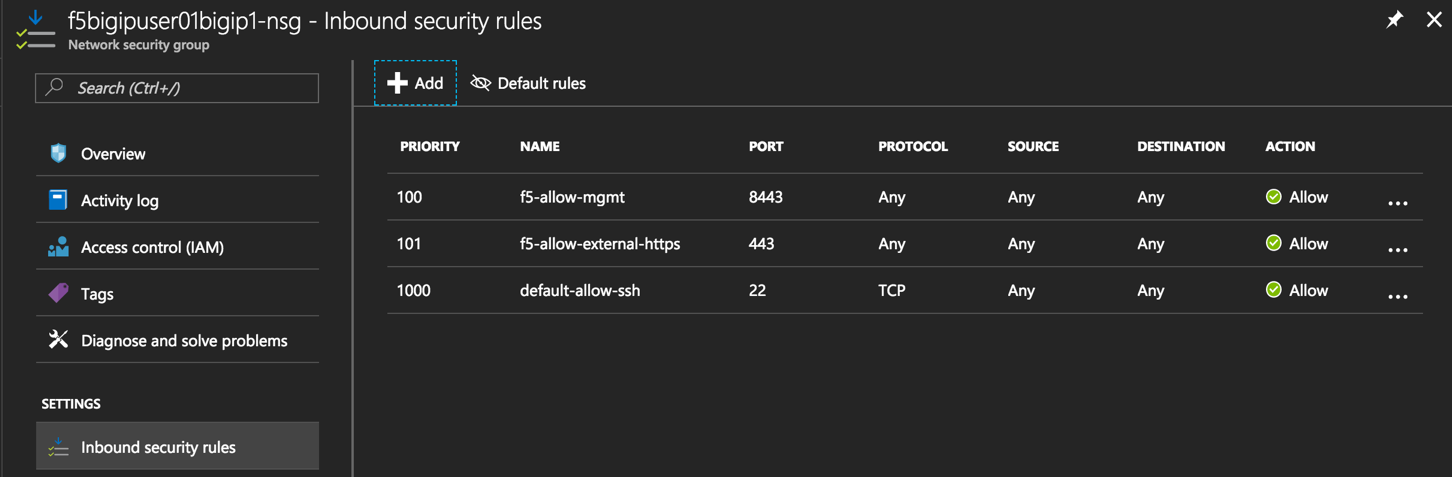 f5bigipuser01bigip1-nsg - Inbound security rules
Network security group
Search (Ctrl+/)
Overview
Activity log
Access control (IAM)
Tags
Diagnose and solve problems
SETTINGS
Inbound security rules
Add Default rules
PRIORITY NAME PORT PROTOCOL SOURCE DESTINATION ACTION
100 f5-allow-mgmt 8443 Any Any Any Allow ...
101 f5-allow-external-https 443 Any Any Any Allow ...
1000 default-allow-ssh 22 TCP Any Any Allow ...